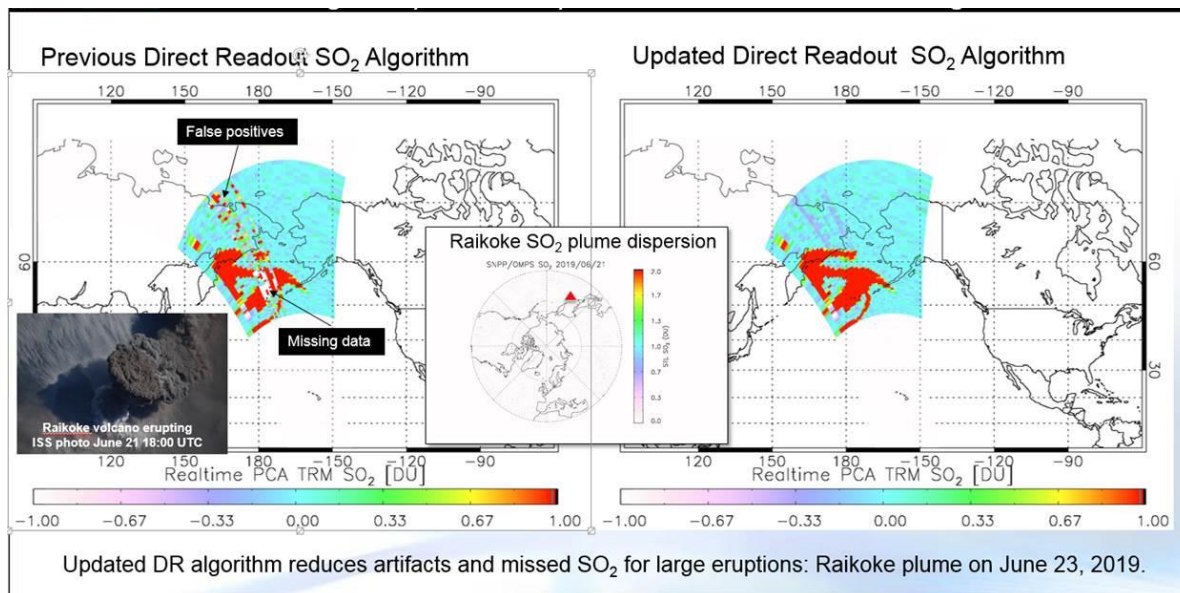 Previous Direct Readout SO₂ Algorithm
Updated Direct Readout SO₂ Algorithm
120 150 180 −150 −120 −90
False positives
60
Missing data
Raikoke volcano erupting
ISS photo June 21 18:00 UTC
120 150 180 −150 −120 −90
Realtime PCA TRM SO₂ [DU]
−1.00 −0.67 −0.33 0.00 0.33 0.67 1.00
Raikoke SO₂ plume dispersion
SNPP/OMPS SO₂ 2019/06/21
2.0
1.7
1.3
1.0
0.7
0.3
0.0
STL SO₂ (DU)
120 150 180 −150 −120 −90
60
30
120 150 180 −150 −120 −90
Realtime PCA TRM SO₂ [DU]
−1.00 −0.67 −0.33 0.00 0.33 0.67 1.00
Updated DR algorithm reduces artifacts and missed SO₂ for large eruptions: Raikoke plume on June 23, 2019.